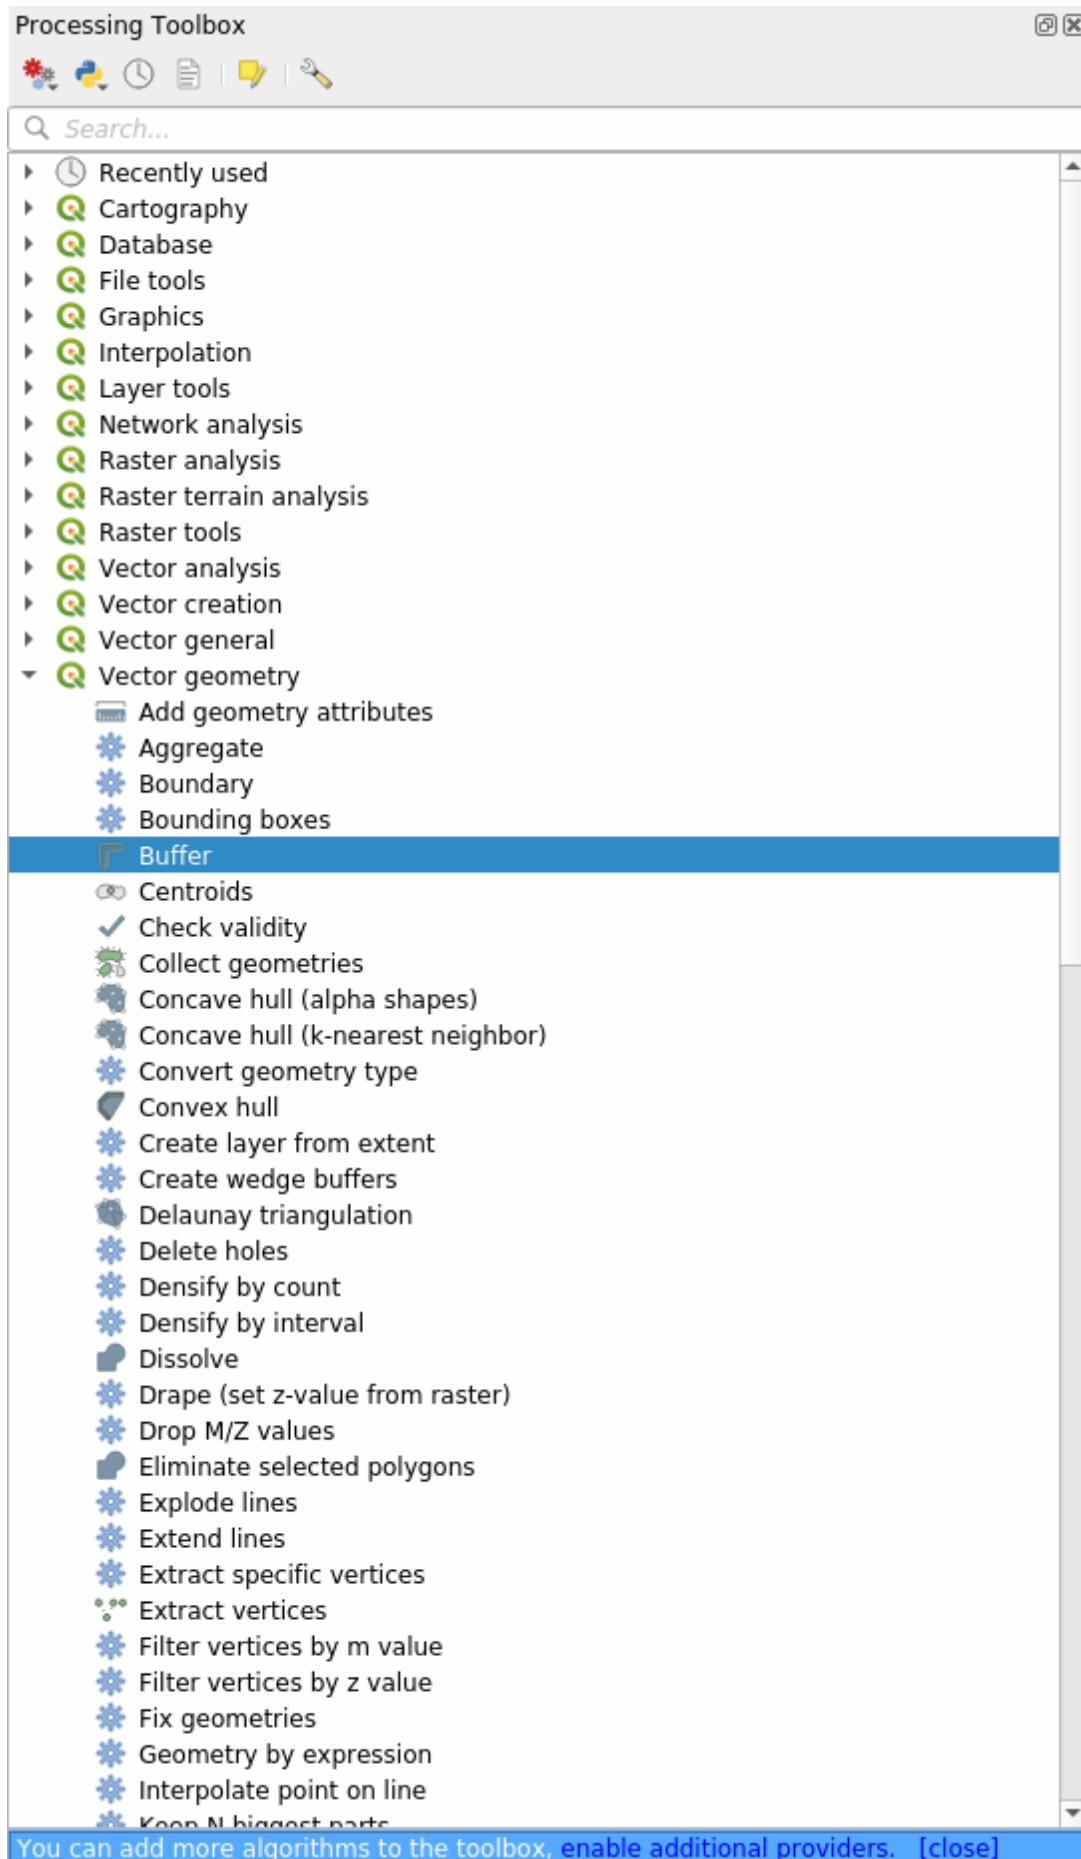 Processing Toolbox
Search...
Recently used
Cartography
Database
File tools
Graphics
Interpolation
Layer tools
Network analysis
Raster analysis
Raster terrain analysis
Raster tools
Vector analysis
Vector creation
Vector general
Vector geometry
Add geometry attributes
Aggregate
Boundary
Bounding boxes
Buffer
Centroids
Check validity
Collect geometries
Concave hull (alpha shapes)
Concave hull (k-nearest neighbor)
Convert geometry type
Convex hull
Create layer from extent
Create wedge buffers
Delaunay triangulation
Delete holes
Densify by count
Densify by interval
Dissolve
Drape (set z-value from raster)
Drop M/Z values
Eliminate selected polygons
Explode lines
Extend lines
Extract specific vertices
Extract vertices
Filter vertices by m value
Filter vertices by z value
Fix geometries
Geometry by expression
Interpolate point on line
Keep N biggest parts
You can add more algorithms to the toolbox, enable additional providers. [close]